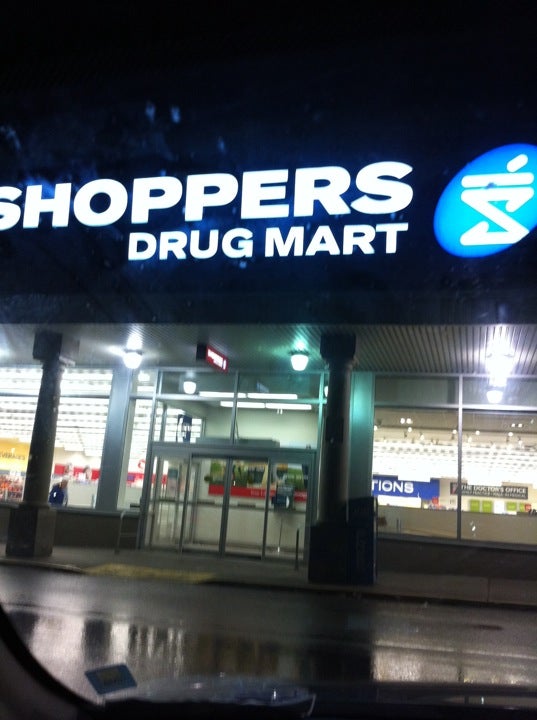 SHOPPERS
DRUG MART
TIONS
THE DOCTOR'S OFFICE